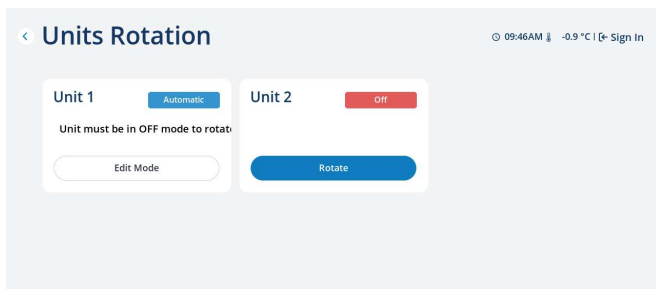 Units Rotation
09:46AM -0.9 °C | Sign In
Unit 1
Automatic
Unit must be in OFF mode to rotat
Edit Mode
Unit 2
Off
Rotate